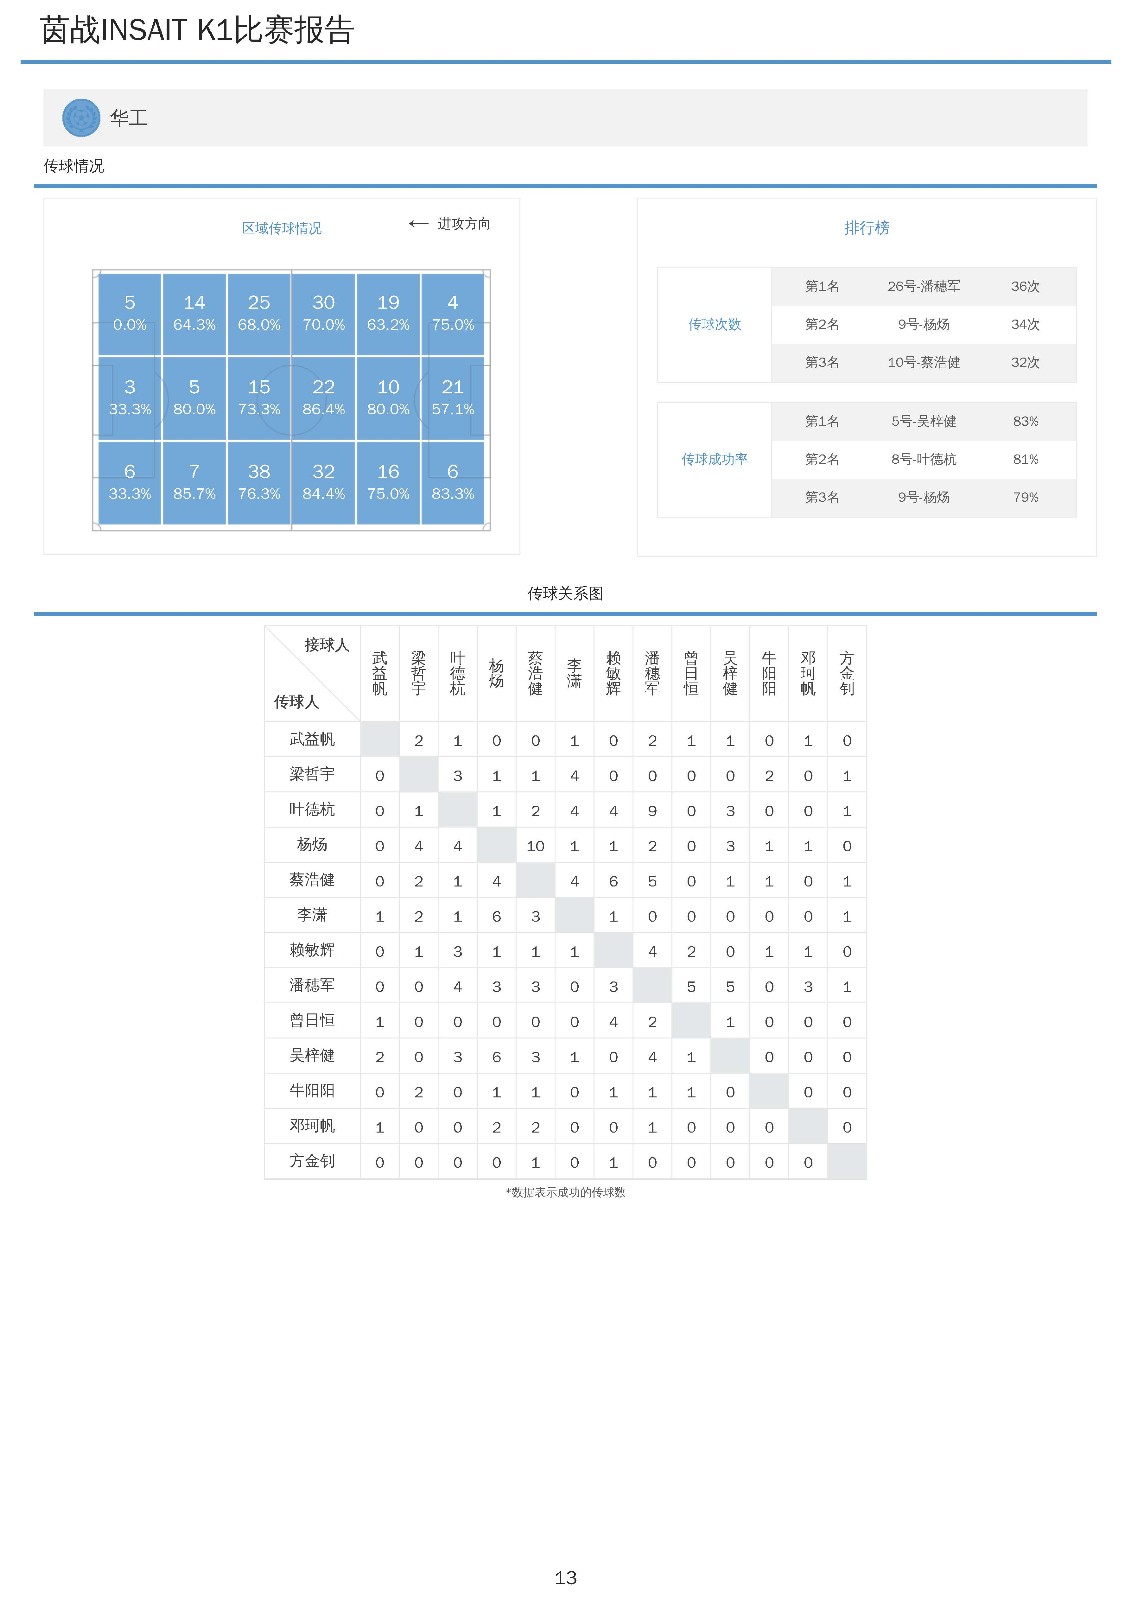 茵战INSAIT K1比赛报告
华工
传球情况
区域传球情况 ← 进攻方向
5 14 25 30 19 4
0.0% 64.3% 68.0% 70.0% 63.2% 75.0%
3 5 15 22 10 21
33.3% 80.0% 73.3% 86.4% 80.0% 57.1%
6 7 38 32 16 6
33.3% 85.7% 76.3% 84.4% 75.0% 83.3%
排行榜
传球次数
第1名 26号-潘穗军 36次
第2名 9号-杨炀 34次
第3名 10号-蔡浩健 32次
传球成功率
第1名 5号-吴梓健 83%
第2名 8号-叶德杭 81%
第3名 9号-杨炀 79%
传球关系图
接球人 武益帆 梁哲宇 叶德杭 杨炀 蔡浩健 李潇 赖敏辉 潘穗军 曾日恒 吴梓健 牛阳阳 邓珂帆 方金钊
传球人
武益帆 2 1 0 0 1 0 2 1 1 0 1 0
梁哲宇 0 3 1 1 4 0 0 0 0 2 0 1
叶德杭 0 1 1 2 4 4 9 0 3 0 0 1
杨炀 0 4 4 10 1 1 2 0 3 1 1 0
蔡浩健 0 2 1 4 4 6 5 0 1 1 0 1
李潇 1 2 1 6 3 1 0 0 0 0 0 1
赖敏辉 0 1 3 1 1 1 4 2 0 1 1 0
潘穗军 0 0 4 3 3 0 3 5 5 0 3 1
曾日恒 1 0 0 0 0 0 4 2 1 0 0 0
吴梓健 2 0 3 6 3 1 0 4 1 0 0 0
牛阳阳 0 2 0 1 1 0 1 1 1 0 0 0
邓珂帆 1 0 0 2 2 0 0 1 0 0 0 0
方金钊 0 0 0 0 1 0 1 0 0 0 0 0
*数据表示成功的传球数
13